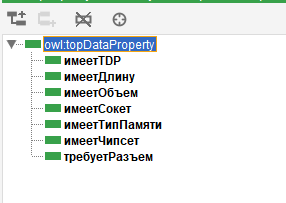 owl:topDataProperty
имеетTDP
имеетДлину
имеетОбъем
имеетСокет
имеетТипПамяти
имеетЧипсет
требуетРазъем